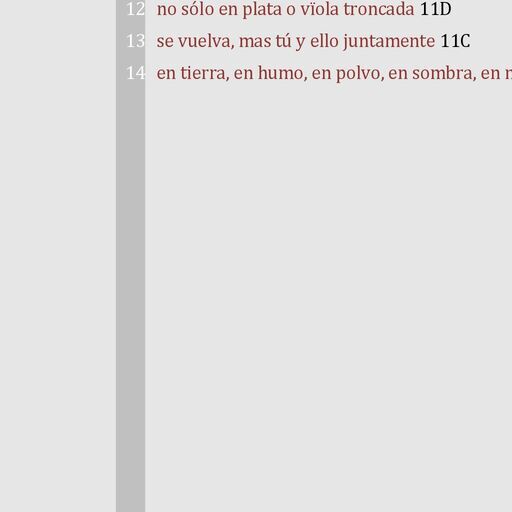 12 no sólo en plata o vïola troncada 11D
13 se vuelva, mas tú y ello juntamente 11C
14 en tierra, en humo, en polvo, en sombra, en